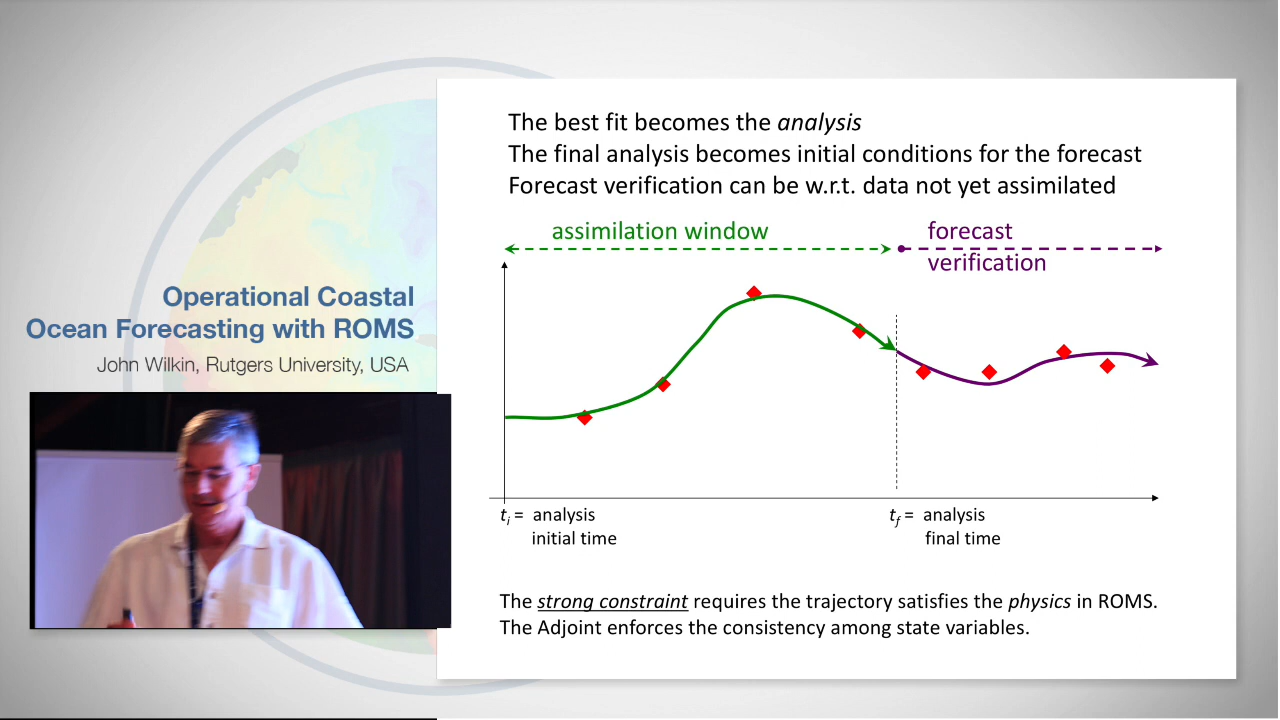 The best fit becomes the analysis
The final analysis becomes initial conditions for the forecast
Forecast verification can be w.r.t. data not yet assimilated
assimilation window
forecast
verification
Operational Coastal
Ocean Forecasting with ROMS
John Wilkin, Rutgers University, USA
ti = analysis
initial time
tf = analysis
final time
The strong constraint requires the trajectory satisfies the physics in ROMS.
The Adjoint enforces the consistency among state variables.